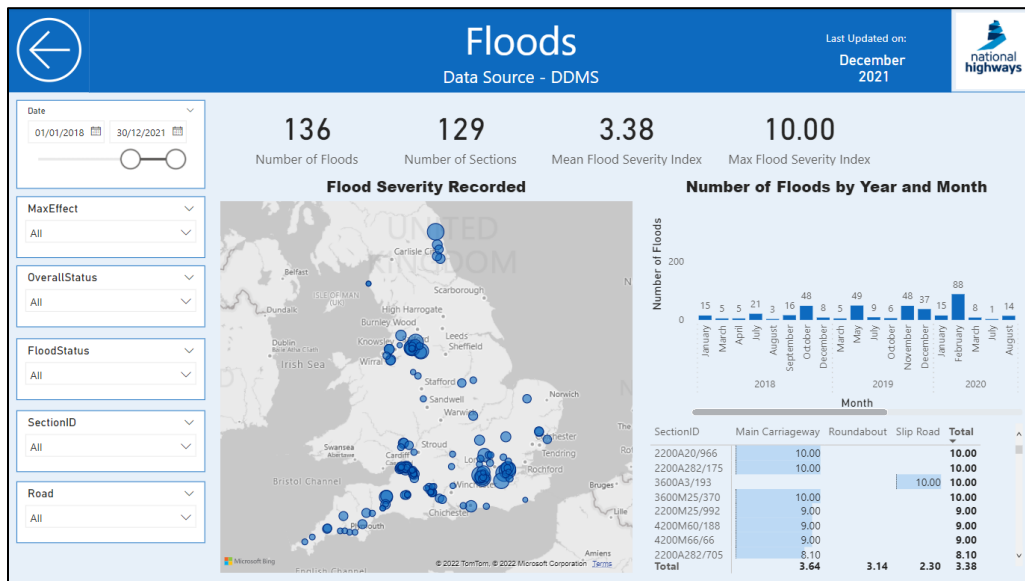 Floods
Data Source - DDMS
Last Updated on:
December
2021
national
highways
Date
01/01/2018
30/12/2021
MaxEffect
All
OverallStatus
All
FloodStatus
All
SectionID
All
Road
All
136
Number of Floods
129
Number of Sections
3.38
Mean Flood Severity Index
10.00
Max Flood Severity Index
Flood Severity Recorded
UNITED
KINGDOM
Carlisle
Belfast
ISLE OF MAN
(UK)
Scarborough
Dundalk
High Harrogate
Burnley Wood
Leeds
Dublin
Knowsley
Sheffield
Irish Sea
Wirral
Stafford
Norwich
Sandwell
Warwick
Swansea
Abertawe
Stroud
Cardiff
Tendring
Rochford
Bristol Channel
Winchester
Bruges
Chichester
Lille
Plymouth
Amiens
English Channel
Microsoft Bing
© 2022 TomTom, © 2022 Microsoft Corporation Terms
Number of Floods by Year and Month
Number of Floods
200
0
15 5 5 21 3 16 48 8 5 49 9 6 48 37 15 88 8 1 14
January March April July August September October December March May July October November December January February March July August
2018 2019 2020
Month
SectionID Main Carriageway Roundabout Slip Road Total
2200A20/966 10.00 10.00
2200A282/175 10.00 10.00
3600A3/193 10.00 10.00
3600M25/370 10.00 10.00
2200M25/992 9.00 9.00
4200M60/188 9.00 9.00
4200M66/66 9.00 9.00
2200A282/705 8.10 8.10
Total 3.64 3.14 2.30 3.38